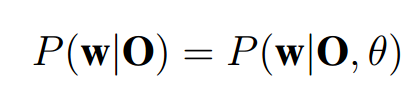 P(w|O) = P(w|O, θ)